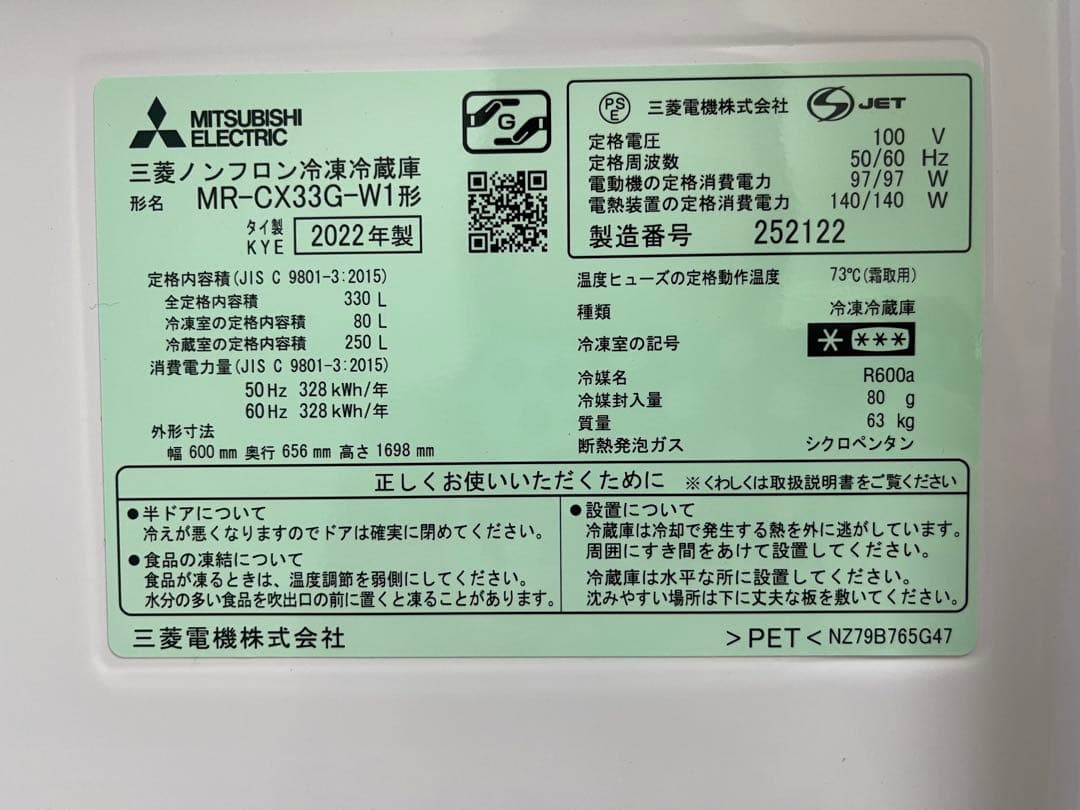 MITSUBISHI
ELECTRIC
三菱ノンフロン冷凍冷蔵庫
形名 MR-CX33G-W1形
タイ製
KYE 2022年製
G
PS
E 三菱電機株式会社 JET
定格電圧 100 V
定格周波数 50/60 Hz
電動機の定格消費電力 97/97 W
電熱装置の定格消費電力 140/140 W
製造番号 252122
定格内容積(JIS C 9801-3:2015)
全定格内容積 330 L
冷凍室の定格内容積 80 L
冷蔵室の定格内容積 250 L
消費電力量(JIS C 9801-3:2015)
50Hz 328kWh/年
60Hz 328kWh/年
外形寸法
幅 600mm 奥行 656mm 高さ 1698mm
温度ヒューズの定格動作温度 73℃(霜取用)
種類 冷凍冷蔵庫
冷凍室の記号 * ***
冷媒名 R600a
冷媒封入量 80 g
質量 63 kg
断熱発泡ガス シクロペンタン
正しくお使いいただくために ※くわしくは取扱説明書をご覧ください
●半ドアについて
冷えが悪くなりますのでドアは確実に閉めてください。
●食品の凍結について
食品が凍るときは、温度調節を弱側にしてください。
水分の多い食品を吹出口の前に置くと凍ることがあります。
●設置について
冷蔵庫は冷却で発生する熱を外に逃がしています。
周囲にすき間をあけて設置してください。
冷蔵庫は水平な所に設置してください。
沈みやすい場所は下に丈夫な板を敷いてください。
三菱電機株式会社 >PET< NZ79B765G47